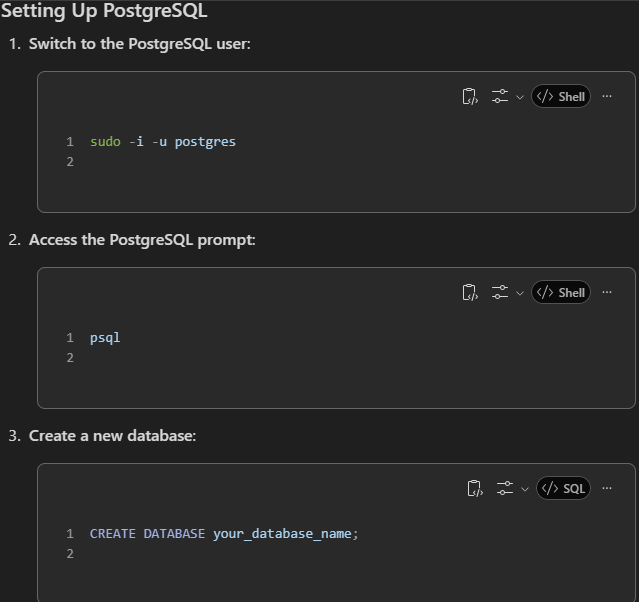 Setting Up PostgreSQL
1. Switch to the PostgreSQL user:
</> Shell ...
1 sudo -i -u postgres
2
2. Access the PostgreSQL prompt:
</> Shell ...
1 psql
2
3. Create a new database:
</> SQL ...
1 CREATE DATABASE your_database_name;
2